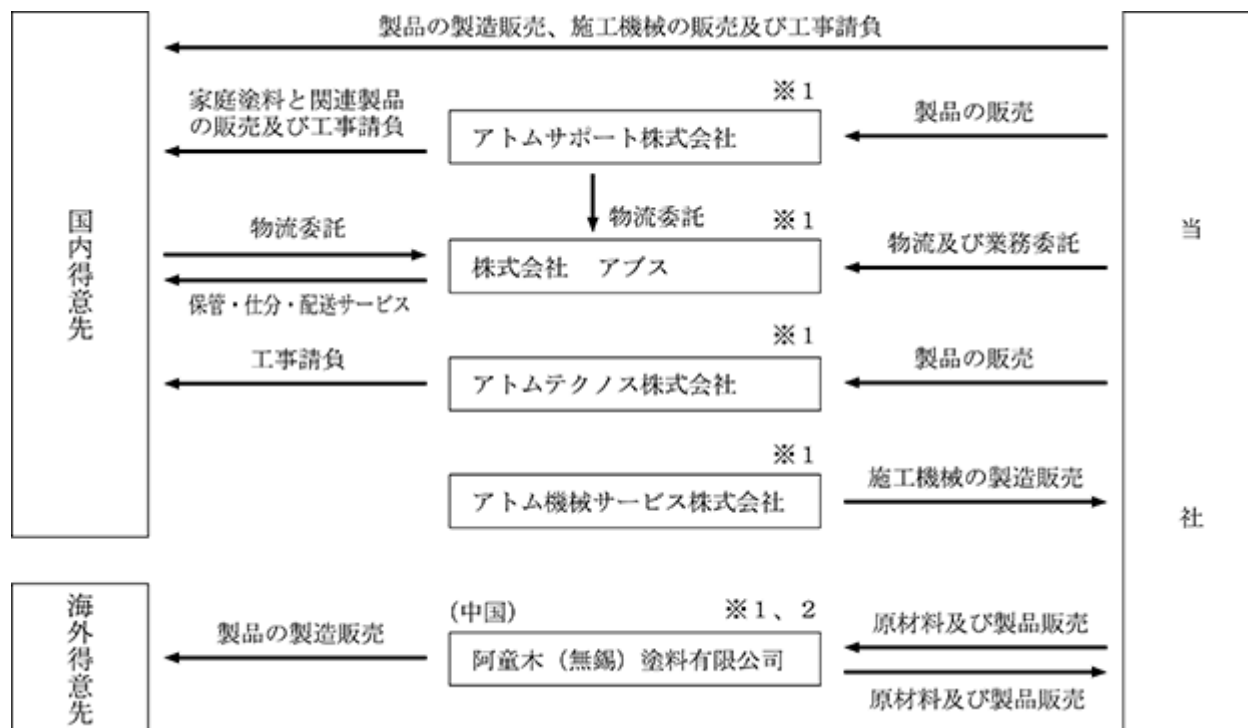 製品の製造販売、施工機械の販売及び工事請負
※1
家庭塗料と関連製品
の販売及び工事請負
アトムサポート株式会社
製品の販売
国内得意先
物流委託
物流委託
※1
株式会社　アブス
物流及び業務委託
当社
保管・仕分・配送サービス
※1
工事請負
アトムテクノス株式会社
製品の販売
※1
アトム機械サービス株式会社
施工機械の製造販売
海外得意先
(中国)
※1、2
製品の製造販売
阿童木（無錫）塗料有限公司
原材料及び製品販売
原材料及び製品販売